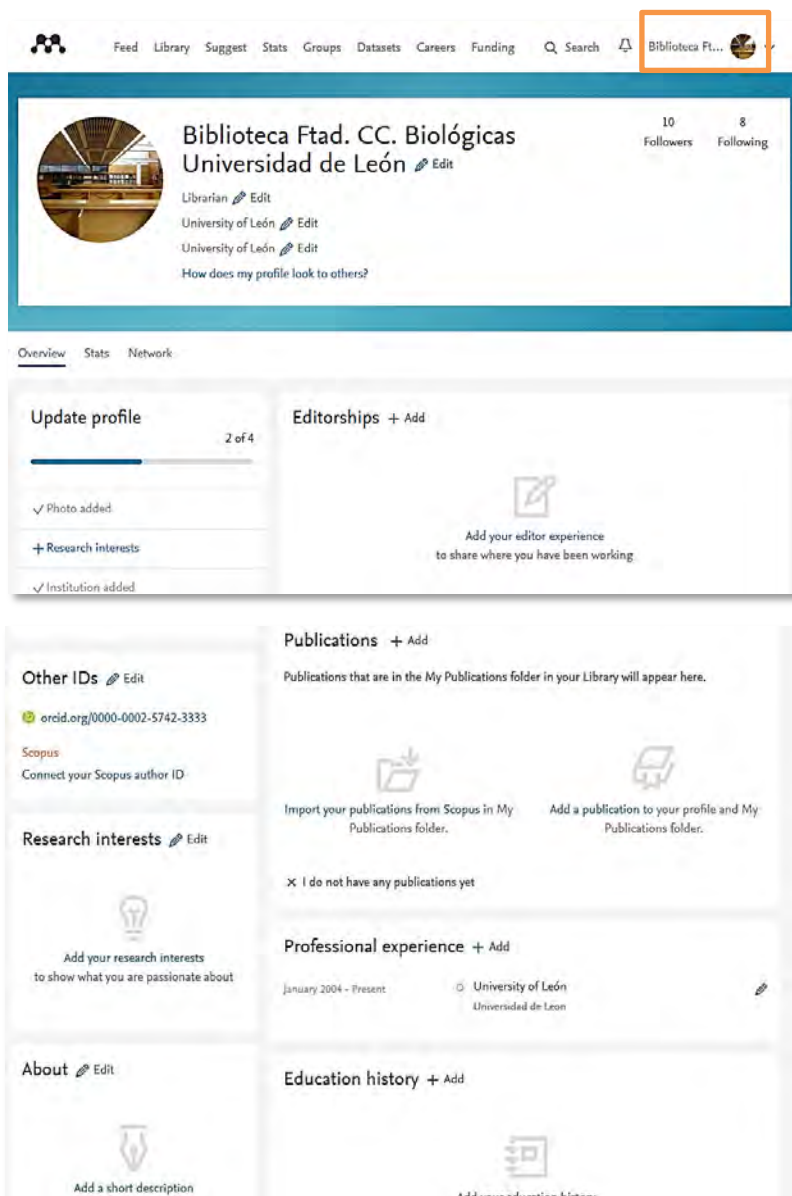 Feed Library Suggest Stats Groups Datasets Careers Funding Search Biblioteca Ft...
Biblioteca Ftad. CC. Biológicas
Universidad de León Edit
10 8
Followers Following
Librarian Edit
University of León Edit
University of León Edit
How does my profile look to others?
Overview Stats Network
Update profile
2 of 4
✓ Photo added
+ Research interests
✓ Institution added
Editorships + Add
Add your editor experience
to share where you have been working
Other IDs Edit
orcid.org/0000-0002-5742-3333
Scopus
Connect your Scopus author ID
Research interests Edit
Add your research interests
to show what you are passionate about
About Edit
Add a short description
Publications + Add
Publications that are in the My Publications folder in your Library will appear here.
Import your publications from Scopus in My
Publications folder.
Add a publication to your profile and My
Publications folder.
× I do not have any publications yet
Professional experience + Add
January 2004 - Present
University of León
Universidad de Leon
Education history + Add
Add your education history